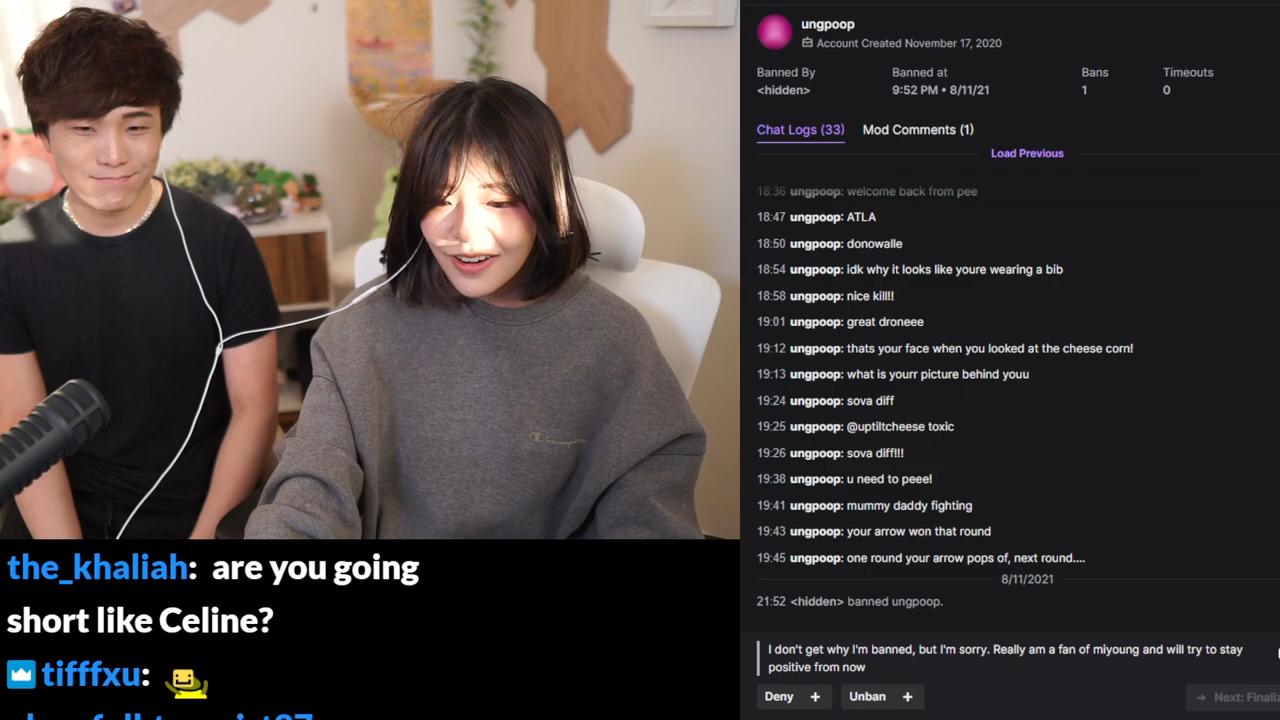 ungpoop
Account Created November 17, 2020
Banned By
Banned at
Bans
Timeouts
<hidden>
9:52 PM • 8/11/21
1
0
Chat Logs (33)
Mod Comments (1)
Load Previous
18:36 ungpoop: welcome back from pee
18:47 ungpoop: ATLA
18:50 ungpoop: donowalle
18:54 ungpoop: idk why it looks like youre wearing a bib
18:58 ungpoop: nice kill!!
19:01 ungpoop: great droneee
19:12 ungpoop: thats your face when you looked at the cheese corn!
19:13 ungpoop: what is yourr picture behind youu
19:24 ungpoop: sova diff
19:25 ungpoop: @uptiltcheese toxic
19:26 ungpoop: sova diff!!!
19:38 ungpoop: u need to peee!
19:41 ungpoop: mummy daddy fighting
19:43 ungpoop: your arrow won that round
19:45 ungpoop: one round your arrow pops of, next round....
8/11/2021
21:52 <hidden> banned ungpoop.
I don't get why I'm banned, but I'm sorry. Really am a fan of miyoung and will try to stay
positive from now
Deny +
Unban +
→ Next: Finaliz
Champion
the_khaliah: are you going
short like Celine?
tifffxu: